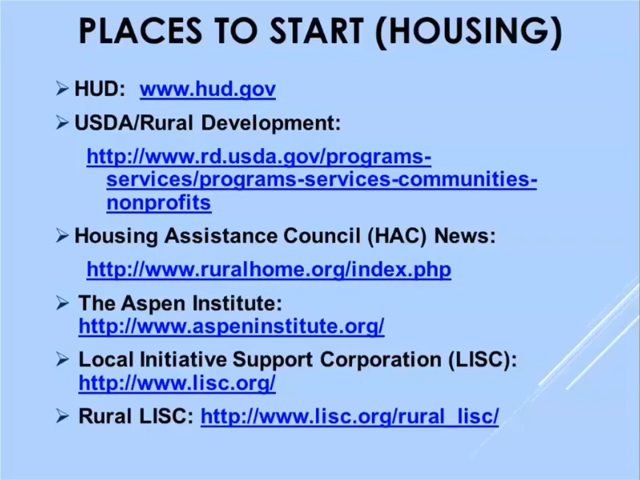 PLACES TO START (HOUSING)
HUD: www.hud.gov
USDA/Rural Development:
http://www.rd.usda.gov/programs-
services/programs-services-communities-
nonprofits
Housing Assistance Council (HAC) News:
http://www.ruralhome.org/index.php
The Aspen Institute:
http://www.aspeninstitute.org/
Local Initiative Support Corporation (LISC):
http://www.lisc.org/
Rural LISC: http://www.lisc.org/rural_lisc/